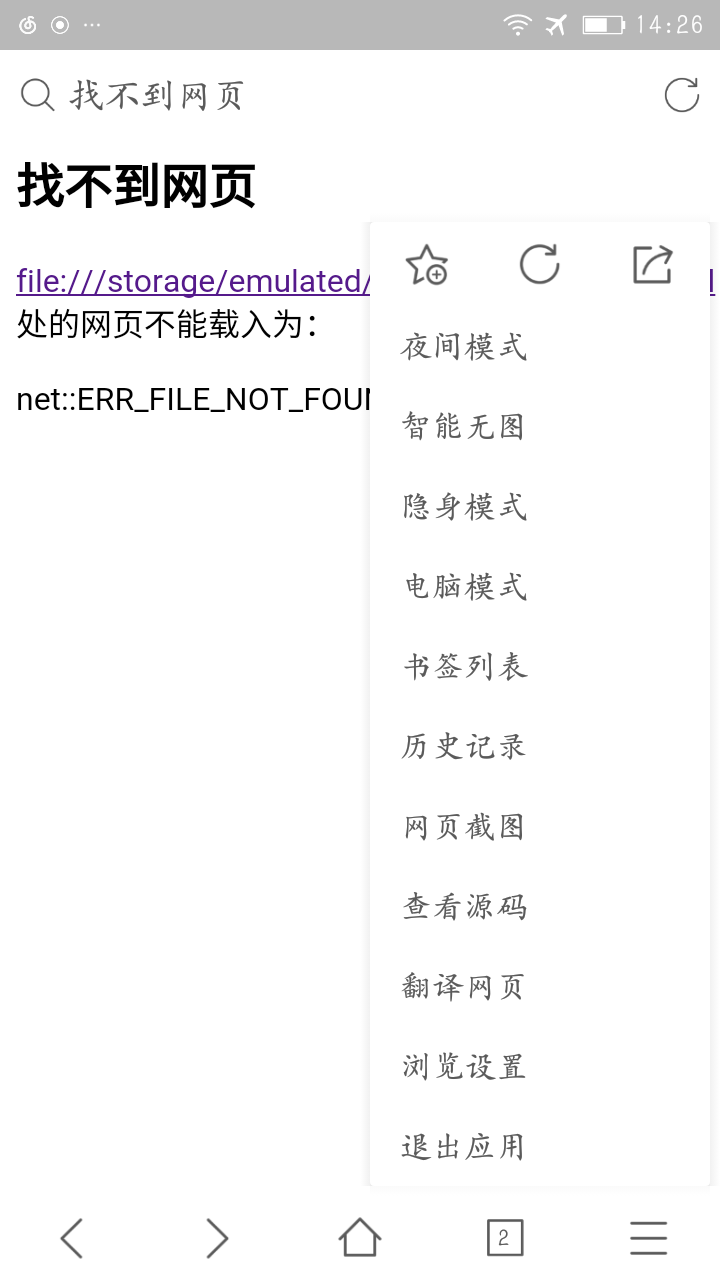 14:26
找不到网页
找不到网页
file:///storage/emulated/
处的网页不能载入为：
net::ERR_FILE_NOT_FOUN
夜间模式
智能无图
隐身模式
电脑模式
书签列表
历史记录
网页截图
查看源码
翻译网页
浏览设置
退出应用
2